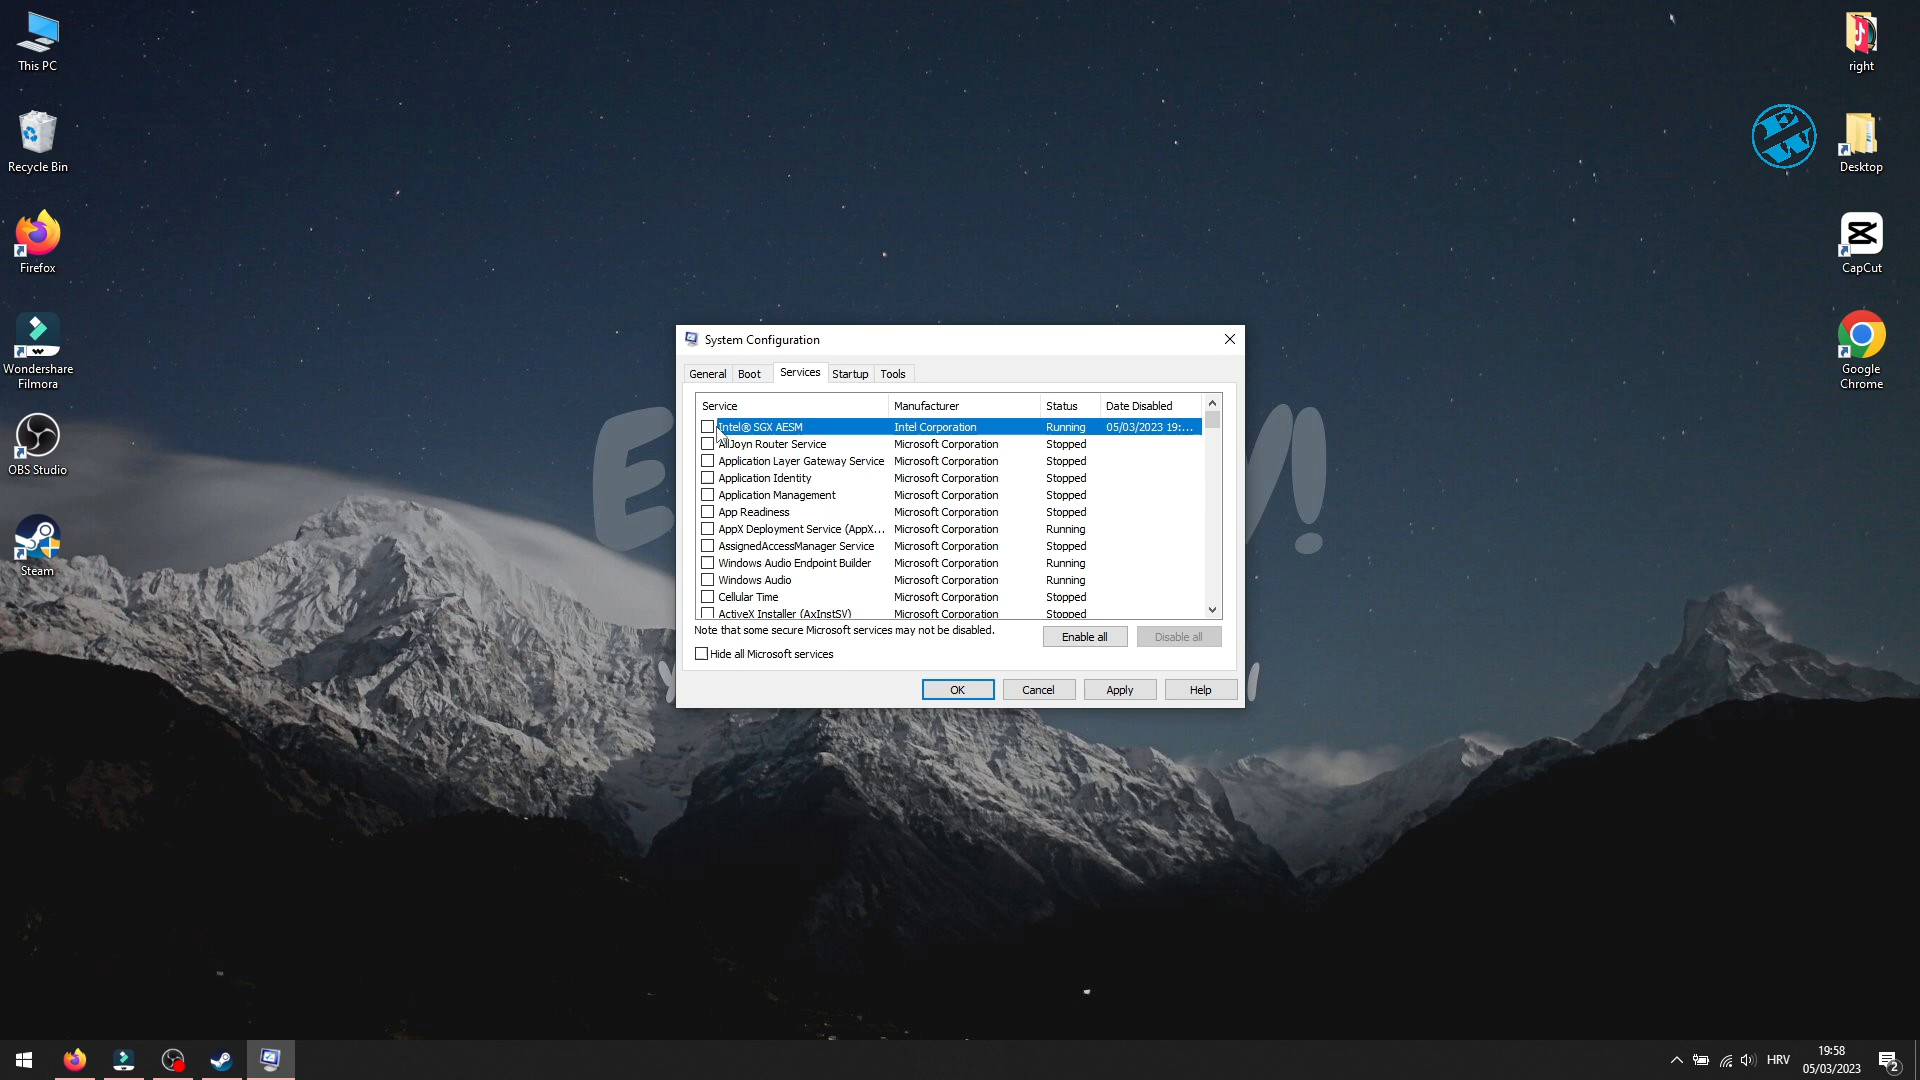 This PC
Recycle Bin
Firefox
Wondershare
Filmora
OBS Studio
Steam
right
Desktop
CapCut
Google
Chrome
System Configuration
General Boot Services Startup Tools
Service Manufacturer Status Date Disabled
Intel® SGX AESM Intel Corporation Running 05/03/2023 19:...
AllJoyn Router Service Microsoft Corporation Stopped
Application Layer Gateway Service Microsoft Corporation Stopped
Application Identity Microsoft Corporation Stopped
Application Management Microsoft Corporation Stopped
App Readiness Microsoft Corporation Stopped
AppX Deployment Service (AppX... Microsoft Corporation Running
AssignedAccessManager Service Microsoft Corporation Stopped
Windows Audio Endpoint Builder Microsoft Corporation Running
Windows Audio Microsoft Corporation Running
Cellular Time Microsoft Corporation Stopped
ActiveX Installer (AxInstSV) Microsoft Corporation Stopped
Note that some secure Microsoft services may not be disabled.
Enable all Disable all
Hide all Microsoft services
OK Cancel Apply Help
HRV
19:58
05/03/2023
2